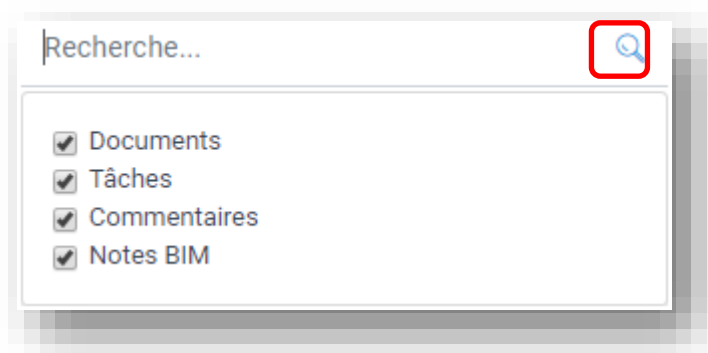 Recherche...
Documents
Tâches
Commentaires
Notes BIM